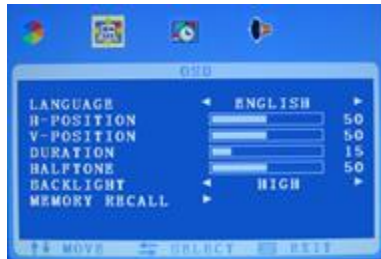 OSD
LANGUAGE ENGLISH
H-POSITION 50
V-POSITION 50
DURATION 15
HALFTONE 50
BACKLIGHT HIGH
MEMORY RECALL
MOVE SELECT EXIT